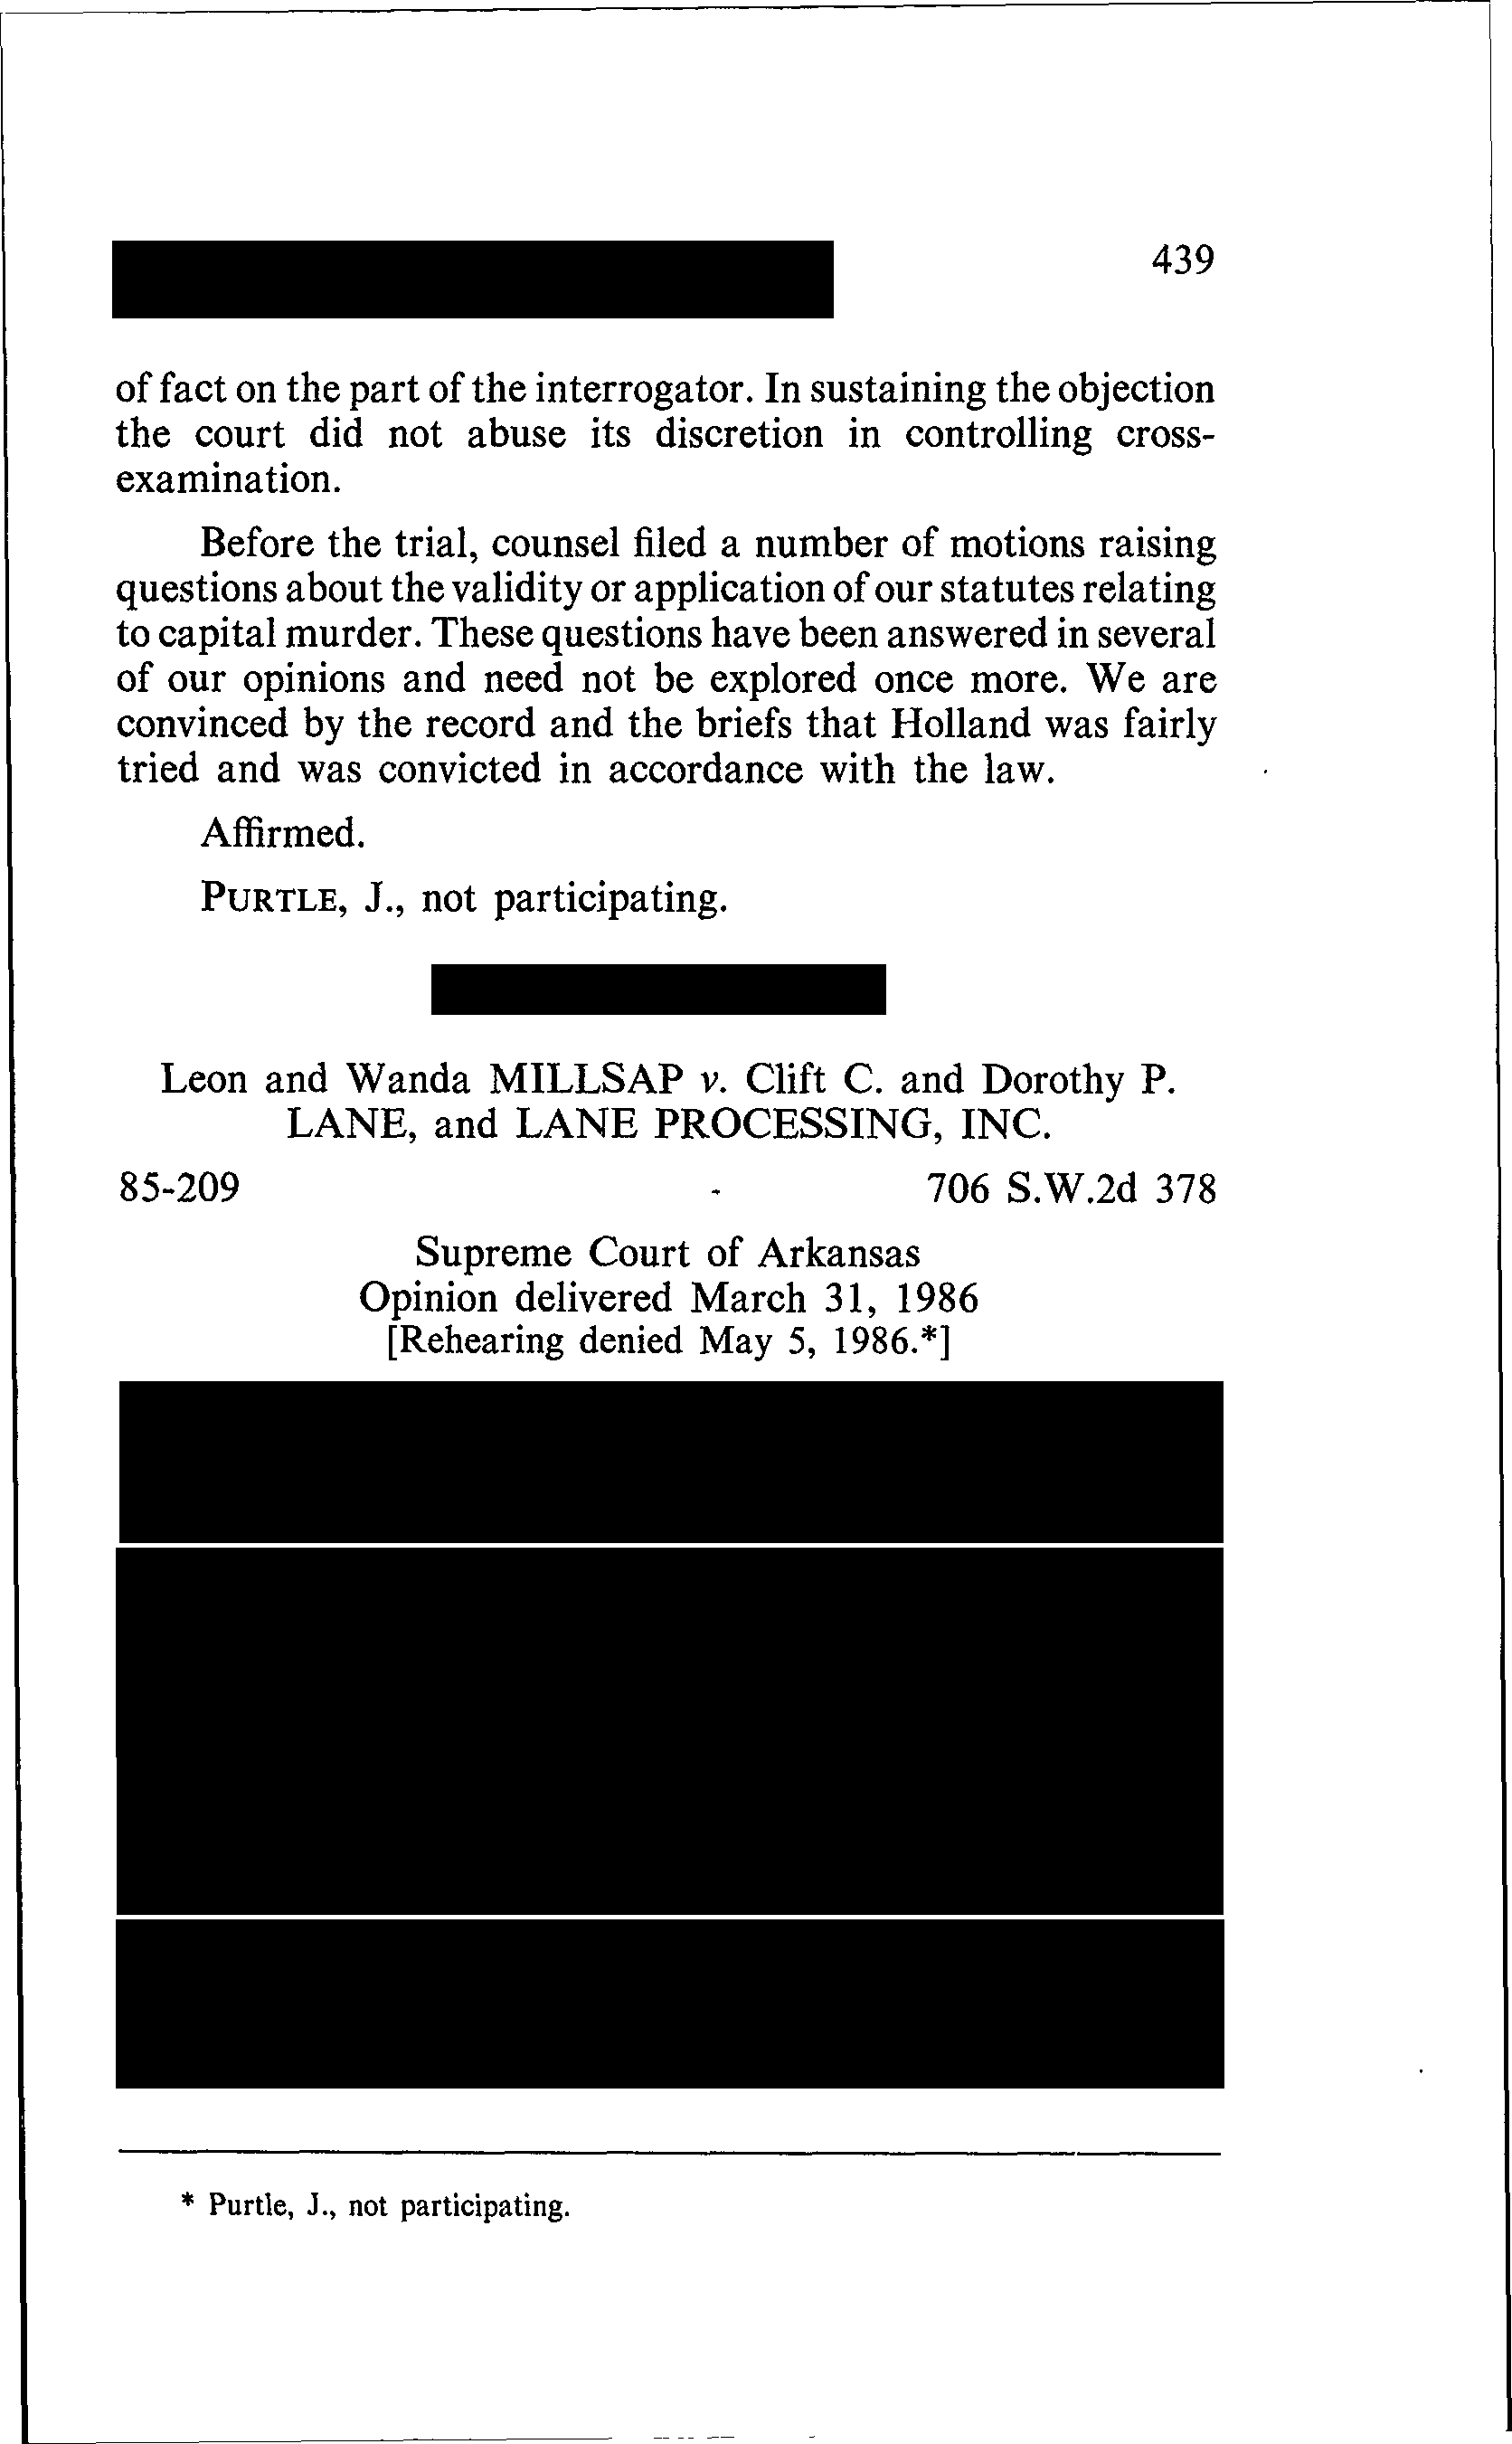 439
of fact on the part of the interrogator. In sustaining the objection
the court did not abuse its discretion in controlling cross-
examination.
Before the trial, counsel filed a number of motions raising
questions about the validity or application of our statutes relating
to capital murder. These questions have been answered in several
of our opinions and need not be explored once more. We are
convinced by the record and the briefs that Holland was fairly
tried and was convicted in accordance with the law.
Affirmed.
PURTLE, J., not participating.
Leon and Wanda MILLSAP v. Clift C. and Dorothy P.
LANE, and LANE PROCESSING, INC.
85-209 706 S.W.2d 378
Supreme Court of Arkansas
Opinion delivered March 31, 1986
[Rehearing denied May 5, 1986.*]
* Purtle, J., not participating.